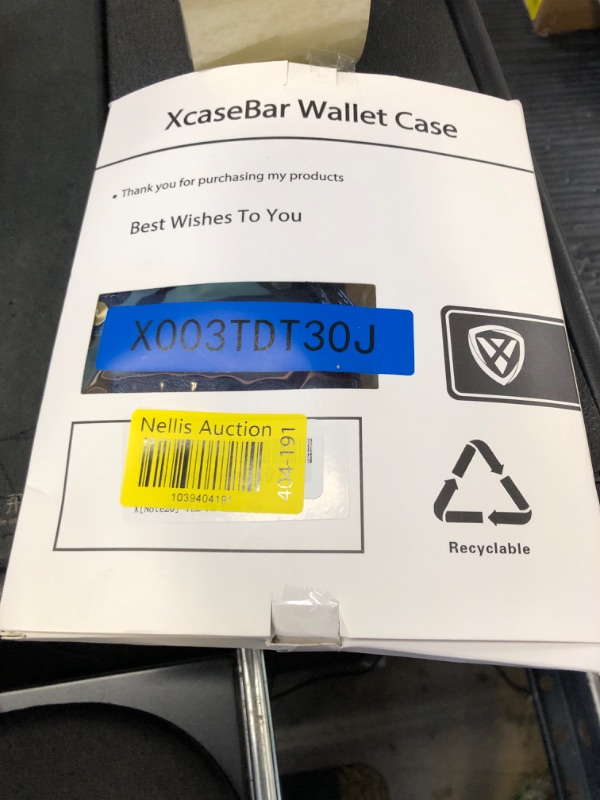 XcaseBar Wallet Case
• Thank you for purchasing my products
Best Wishes To You
X003TDT30J
Nellis Auction
404-191
Recyclable